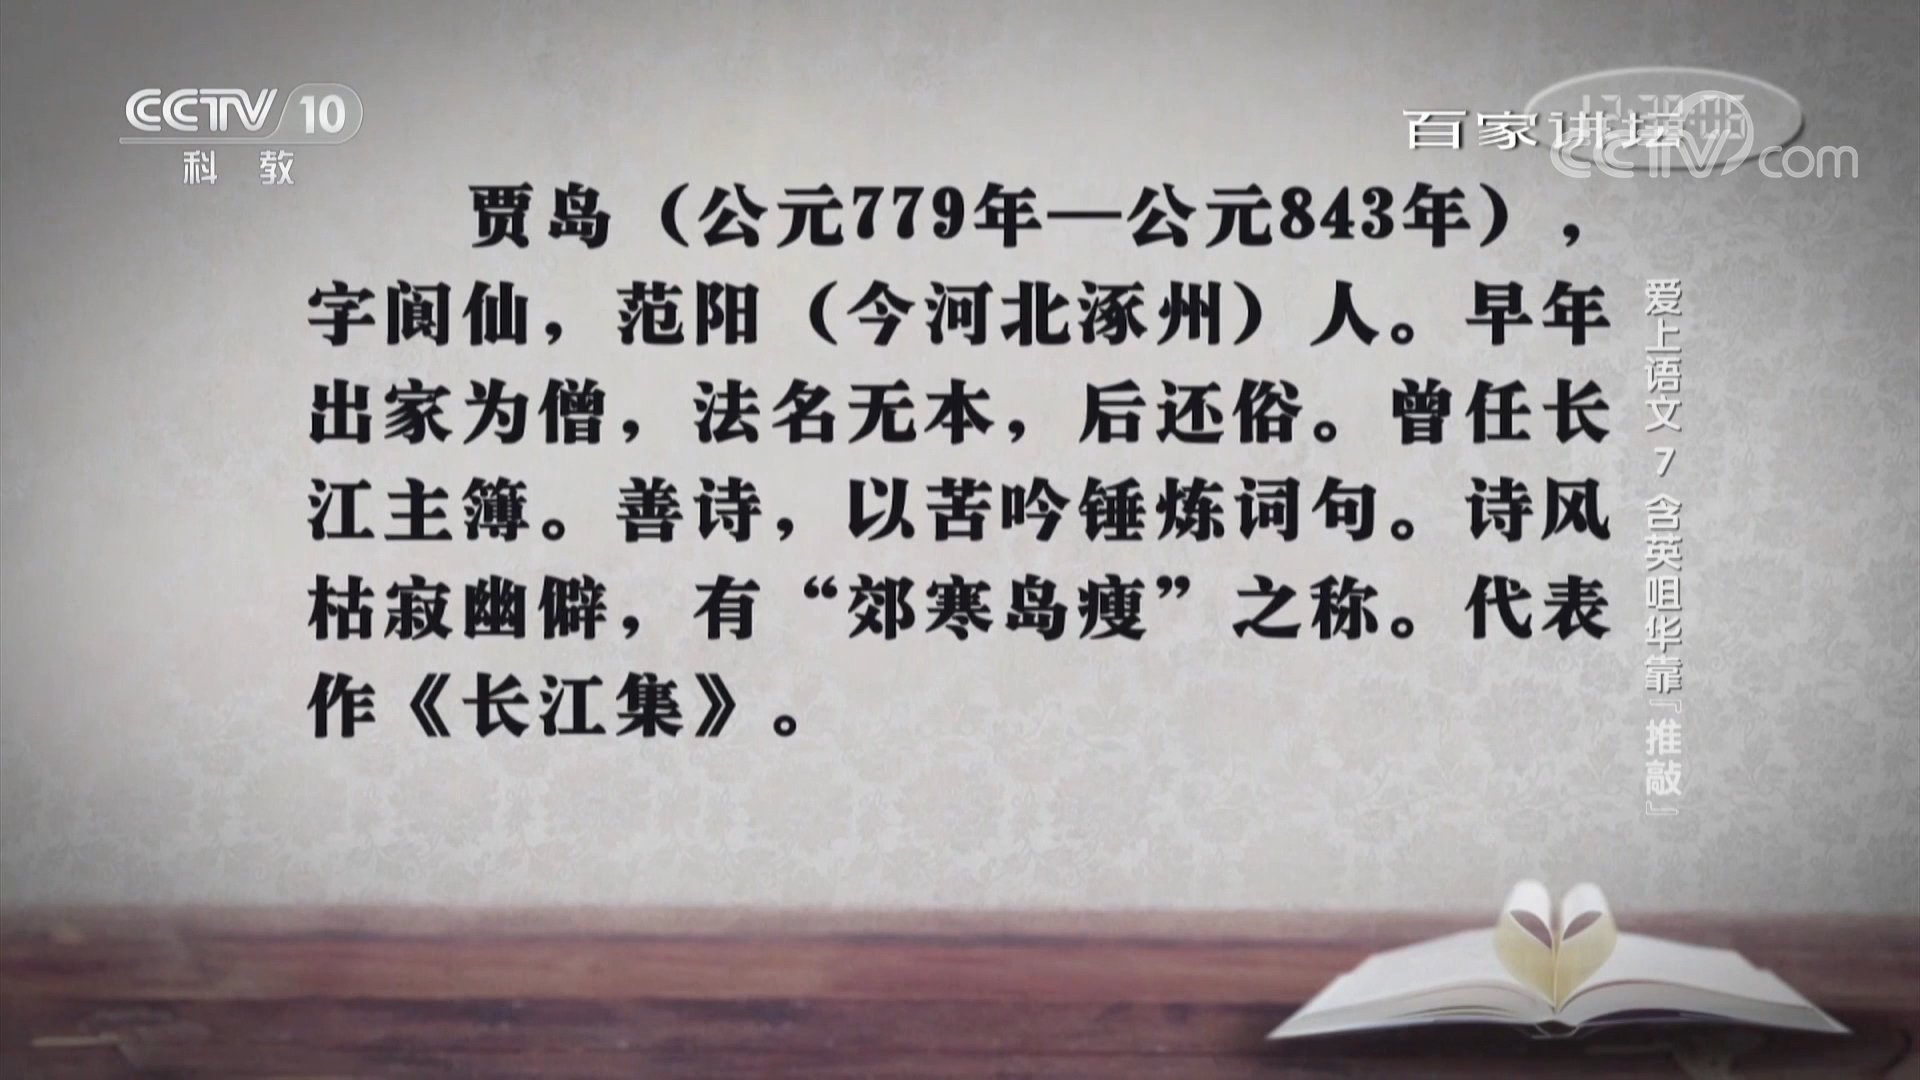 CCTV 10
科教
百家讲坛
CCTV.com
贾岛（公元779年—公元843年），
字阆仙，范阳（今河北涿州）人。早年
出家为僧，法名无本，后还俗。曾任长
江主簿。善诗，以苦吟锤炼词句。诗风
枯寂幽僻，有“郊寒岛瘦”之称。代表
作《长江集》。
爱上语文 7 含英咀华靠『推敲』